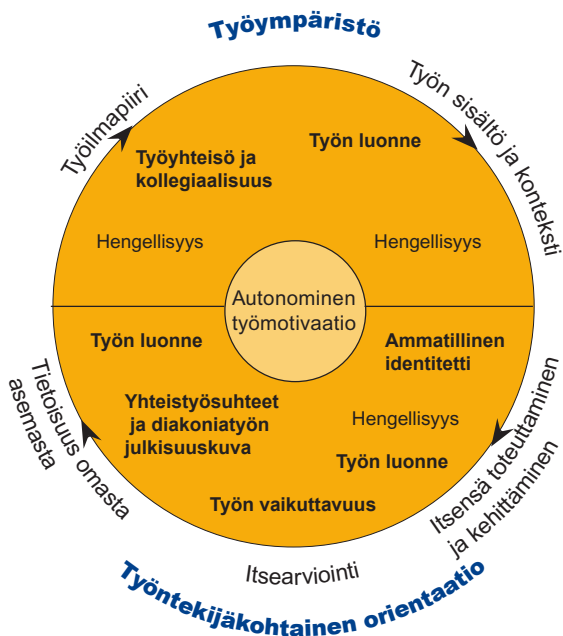 Työympäristö
Työilmapiiri
Työn sisältö ja konteksti
Työyhteisö ja
kollegiaalisuus
Työn luonne
Hengellisyys
Hengellisyys
Autonominen
työmotivaatio
Työn luonne
Ammatillinen
identitetti
Yhteistyösuhteet
ja diakoniatyön
julkisuuskuva
Hengellisyys
Työn luonne
Työn vaikuttavuus
Tietoisuus omasta
asemasta
Itsensä toteuttaminen
ja kehittäminen
Itsearviointi
Työntekijäkohtainen orientaatio